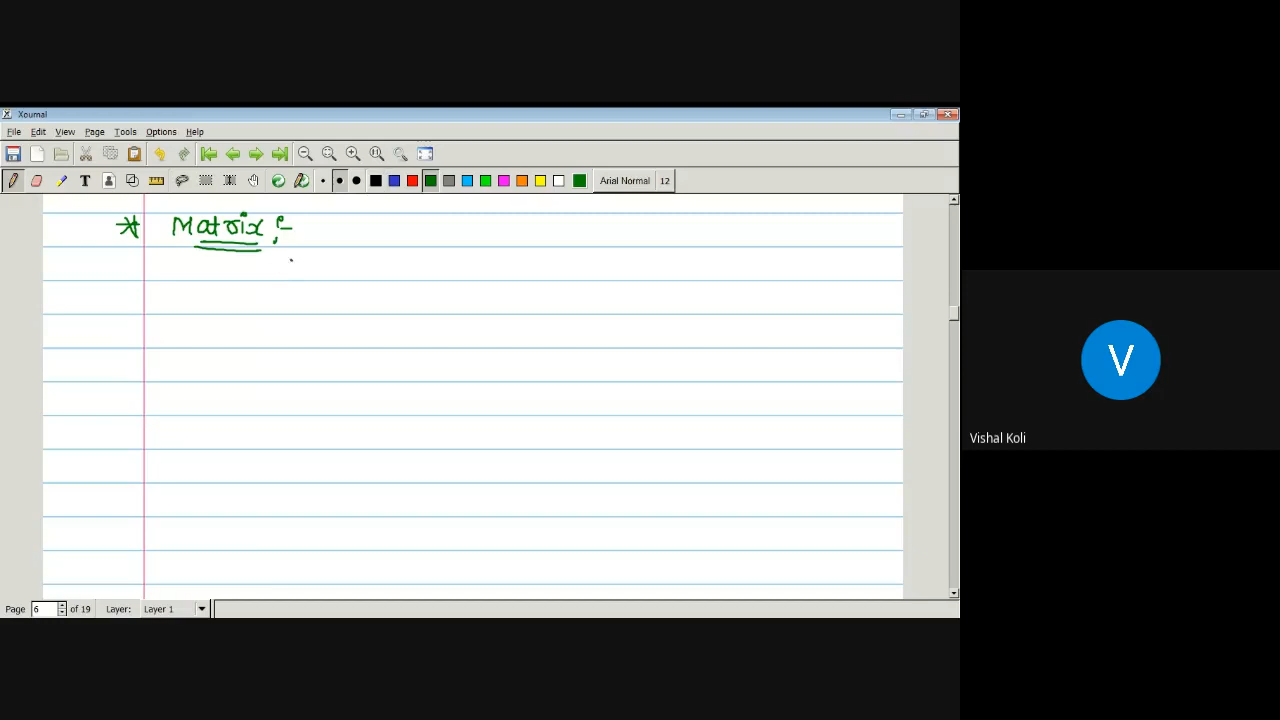 Xournal
File Edit View Page Tools Options Help
T Arial Normal 12
* Matrix :-
V
Vishal Koli
Page 6 of 19 Layer: Layer 1